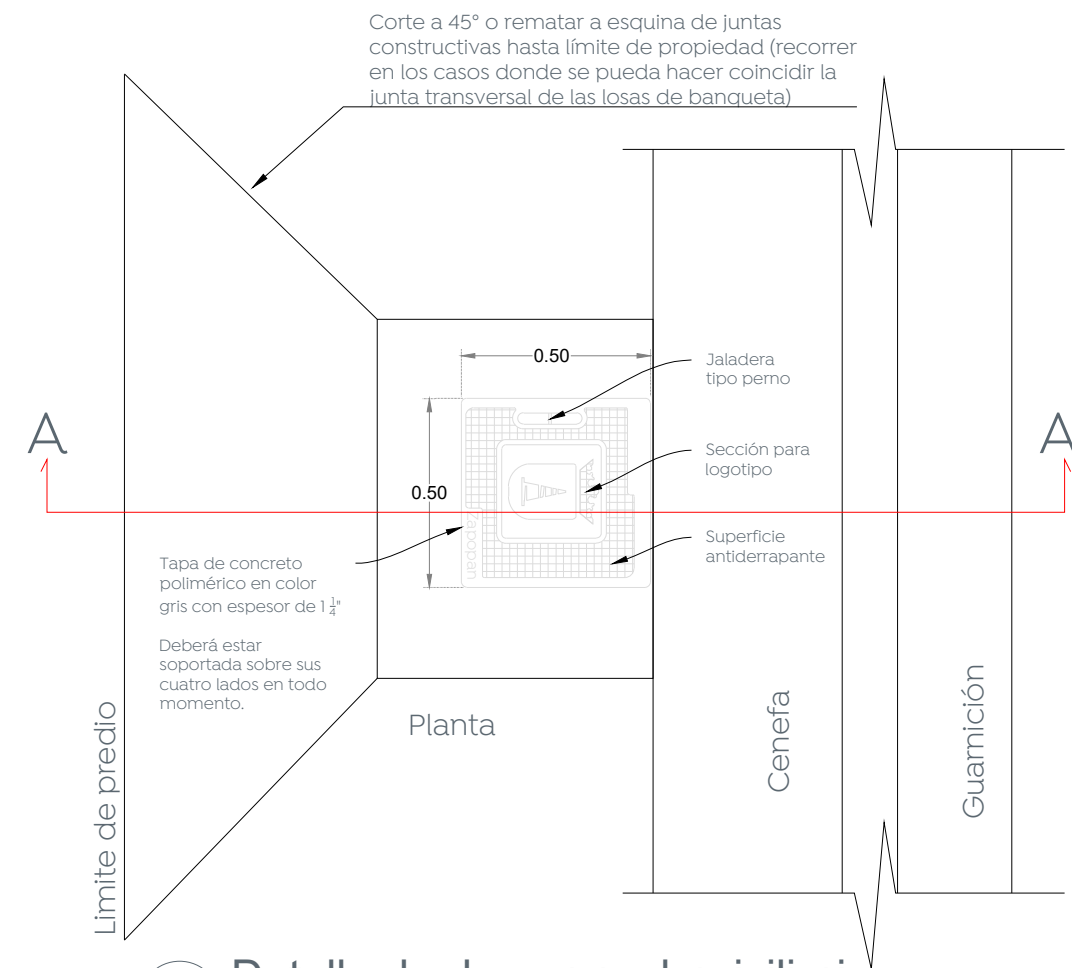 Corte a 45° o rematar a esquina de juntas
constructivas hasta límite de propiedad (recorrer
en los casos donde se pueda hacer coincidir la
junta transversal de las losas de banqueta)
0.50
Jaladera
tipo perno
A
A
Sección para
logotipo
0.50
Superficie
antiderrapante
Zapopan
Tapa de concreto
polimérico en color
gris con espesor de 1 1/4"
Deberá estar
soportada sobre sus
cuatro lados en todo
momento.
Planta
Limite de predio
Cenefa
Guarnición